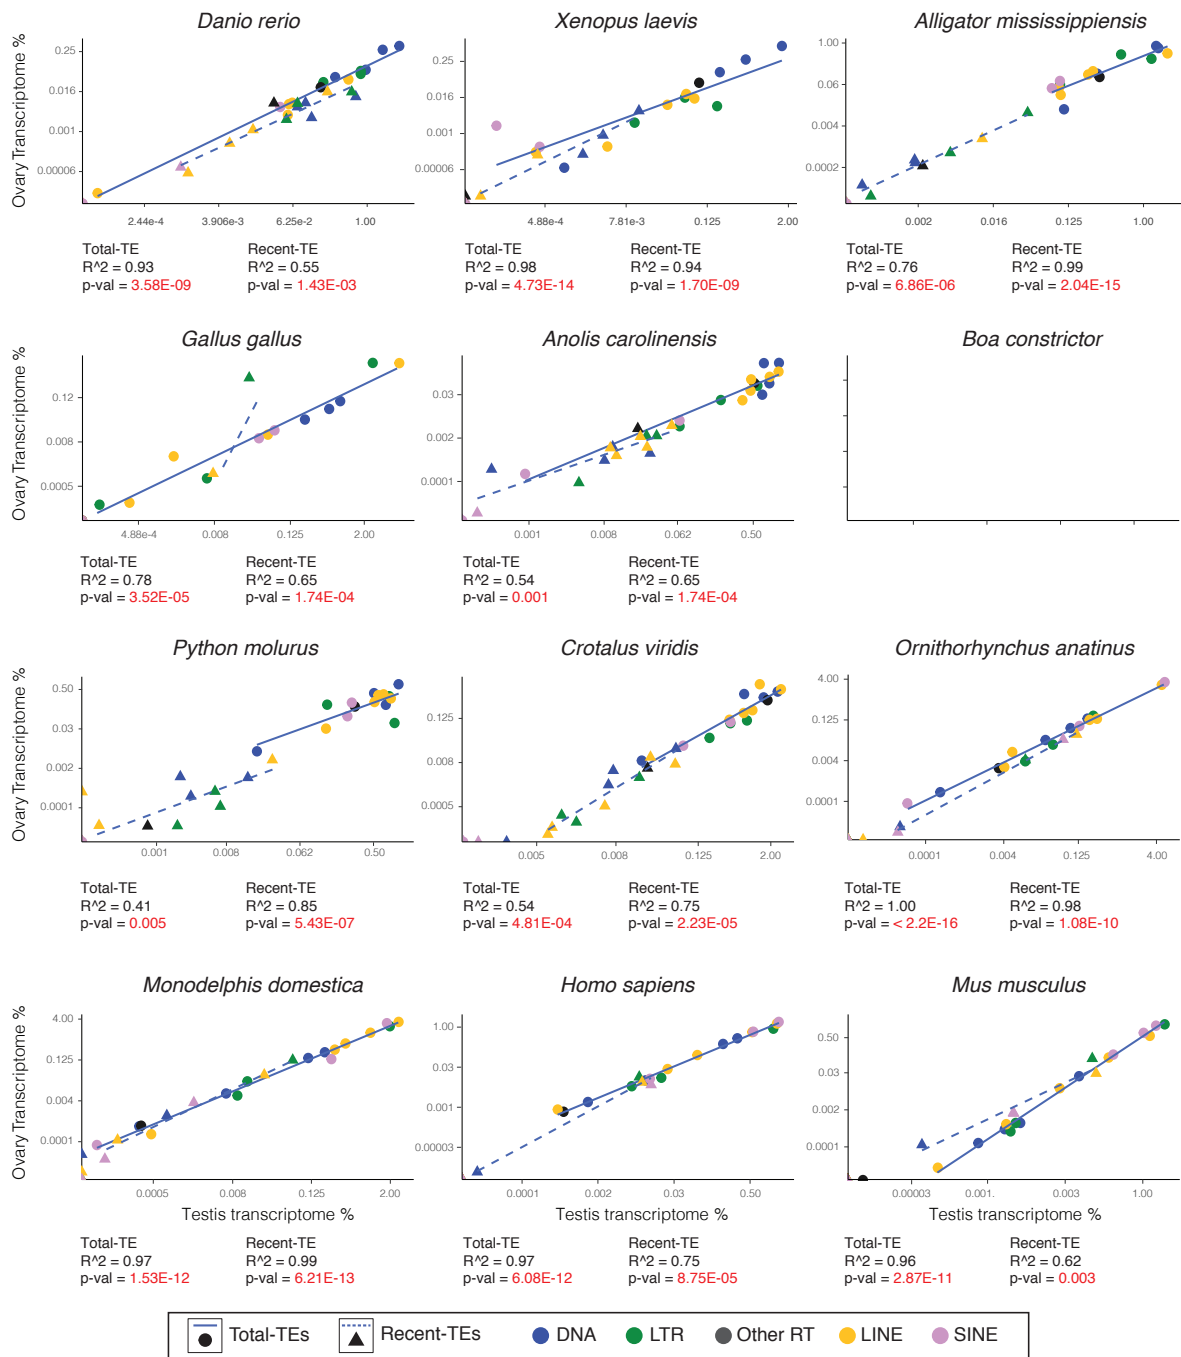 Danio rerio
Xenopus laevis
Alligator mississippiensis
Ovary Transcriptome %
0.25
0.016
0.001
0.00006
2.44e-4
3.906e-3
6.25e-2
1.00
0.25
0.016
0.001
0.00006
4.88e-4
7.81e-3
0.125
2.00
1.00
0.06
0.004
0.0002
0.002
0.016
0.125
1.00
Total-TE
R^2 = 0.93
p-val = 3.58E-09
Recent-TE
R^2 = 0.55
p-val = 1.43E-03
Total-TE
R^2 = 0.98
p-val = 4.73E-14
Recent-TE
R^2 = 0.94
p-val = 1.70E-09
Total-TE
R^2 = 0.76
p-val = 6.86E-06
Recent-TE
R^2 = 0.99
p-val = 2.04E-15
Gallus gallus
Anolis carolinensis
Boa constrictor
Ovary Transcriptome %
0.12
0.008
0.0005
4.88e-4
0.008
0.125
2.00
0.03
0.002
0.0001
0.001
0.008
0.062
0.50
Total-TE
R^2 = 0.78
p-val = 3.52E-05
Recent-TE
R^2 = 0.65
p-val = 1.74E-04
Total-TE
R^2 = 0.54
p-val = 0.001
Recent-TE
R^2 = 0.65
p-val = 1.74E-04
Python molurus
Crotalus viridis
Ornithorhynchus anatinus
Ovary Transcriptome %
0.50
0.03
0.002
0.0001
0.001
0.008
0.062
0.50
0.125
0.008
0.0005
0.005
0.008
0.125
2.00
4.00
0.125
0.004
0.0001
0.0001
0.004
0.125
4.00
Total-TE
R^2 = 0.41
p-val = 0.005
Recent-TE
R^2 = 0.85
p-val = 5.43E-07
Total-TE
R^2 = 0.54
p-val = 4.81E-04
Recent-TE
R^2 = 0.75
p-val = 2.23E-05
Total-TE
R^2 = 1.00
p-val = < 2.2E-16
Recent-TE
R^2 = 0.98
p-val = 1.08E-10
Monodelphis domestica
Homo sapiens
Mus musculus
Ovary Transcriptome %
4.00
0.125
0.004
0.0001
0.0005
0.008
0.125
2.00
Testis transcriptome %
1.00
0.03
0.001
0.00003
0.0001
0.002
0.03
0.50
Testis transcriptome %
0.50
0.03
0.002
0.0001
0.00003
0.001.
0.003
1.00
Testis transcriptome %
Total-TE
R^2 = 0.97
p-val = 1.53E-12
Recent-TE
R^2 = 0.99
p-val = 6.21E-13
Total-TE
R^2 = 0.97
p-val = 6.08E-12
Recent-TE
R^2 = 0.75
p-val = 8.75E-05
Total-TE
R^2 = 0.96
p-val = 2.87E-11
Recent-TE
R^2 = 0.62
p-val = 0.003
Total-TEs
Recent-TEs
DNA
LTR
Other RT
LINE
SINE